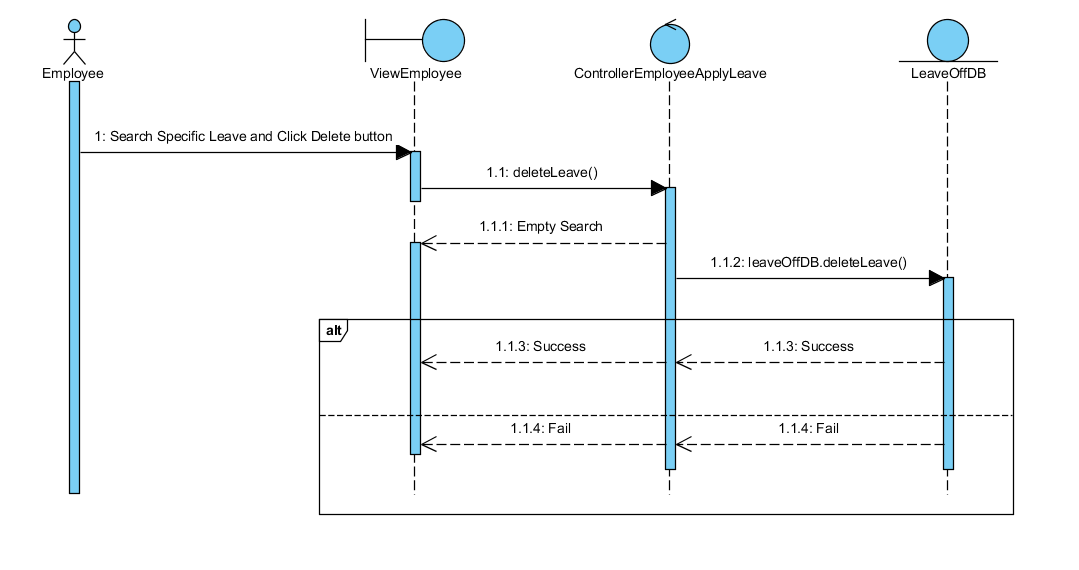 Employee
ViewEmployee
ControllerEmployeeApplyLeave
LeaveOffDB
1: Search Specific Leave and Click Delete button
1.1: deleteLeave()
1.1.1: Empty Search
1.1.2: leaveOffDB.deleteLeave()
alt
1.1.3: Success
1.1.3: Success
1.1.4: Fail
1.1.4: Fail